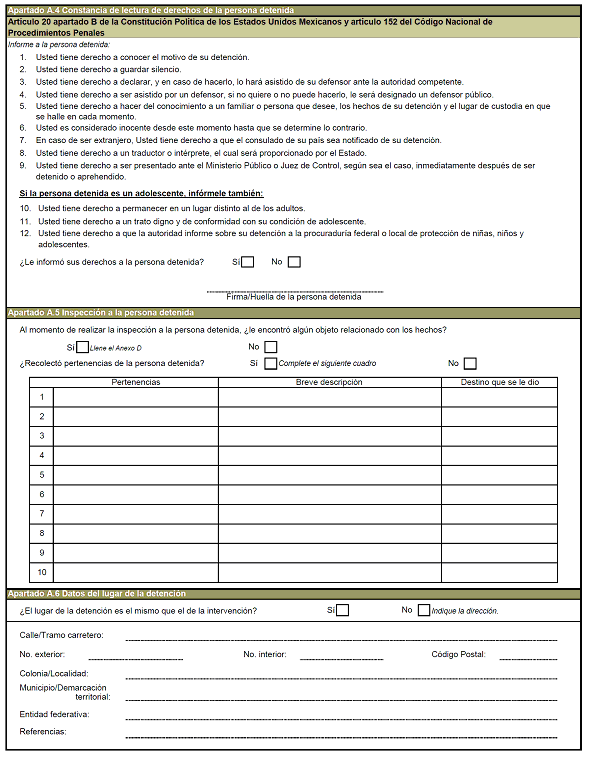 Apartado A.4 Constancia de lectura de derechos de la persona detenida
Artículo 20 apartado B de la Constitución Política de los Estados Unidos Mexicanos y artículo 152 del Código Nacional de
Procedimientos Penales
Informe a la persona detenida:
1. Usted tiene derecho a conocer el motivo de su detención.
2. Usted tiene derecho a guardar silencio.
3. Usted tiene derecho a declarar, y en caso de hacerlo, lo hará asistido de su defensor ante la autoridad competente.
4. Usted tiene derecho a ser asistido por un defensor, si no quiere o no puede hacerlo, le será designado un defensor público.
5. Usted tiene derecho a hacer del conocimiento a un familiar o persona que desee, los hechos de su detención y el lugar de custodia en que
se halle en cada momento.
6. Usted es considerado inocente desde este momento hasta que se determine lo contrario.
7. En caso de ser extranjero, Usted tiene derecho a que el consulado de su país sea notificado de su detención.
8. Usted tiene derecho a un traductor o intérprete, el cual será proporcionado por el Estado.
9. Usted tiene derecho a ser presentado ante el Ministerio Público o Juez de Control, según sea el caso, inmediatamente después de ser
detenido o aprehendido.
Si la persona detenida es un adolescente, infórmele también:
10. Usted tiene derecho a permanecer en un lugar distinto al de los adultos.
11. Usted tiene derecho a un trato digno y de conformidad con su condición de adolescente.
12. Usted tiene derecho a que la autoridad informe sobre su detención a la procuraduría federal o local de protección de niñas, niños y
adolescentes.
¿Le informó sus derechos a la persona detenida? Sí No
Firma/Huella de la persona detenida
Apartado A.5 Inspección a la persona detenida
Al momento de realizar la inspección a la persona detenida, ¿le encontró algún objeto relacionado con los hechos?
Sí Llene el Anexo D No
¿Recolectó pertenencias de la persona detenida? Sí Complete el siguiente cuadro No
Pertenencias Breve descripción Destino que se le dio
1
2
3
4
5
6
7
8
9
10
Apartado A.6 Datos del lugar de la detención
¿El lugar de la detención es el mismo que el de la intervención? Sí No Indique la dirección.
Calle/Tramo carretero:
No. exterior: No. interior: Código Postal:
Colonia/Localidad:
Municipio/Demarcación
territorial:
Entidad federativa:
Referencias: